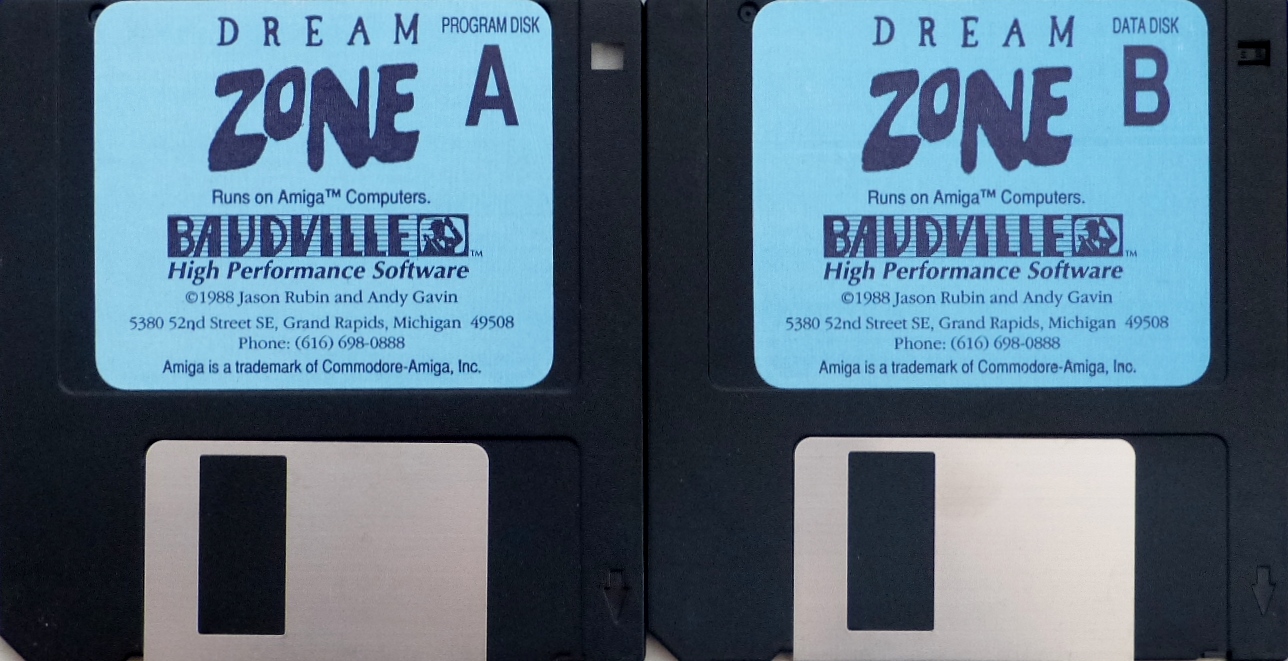 DREAM
PROGRAM DISK
ZONE
A
Runs on Amiga™ Computers.
BAUDVILLE™
High Performance Software
©1988 Jason Rubin and Andy Gavin
5380 52nd Street SE, Grand Rapids, Michigan 49508
Phone: (616) 698-0888
Amiga is a trademark of Commodore-Amiga, Inc.
DREAM
DATA DISK
ZONE
B
Runs on Amiga™ Computers.
BAUDVILLE™
High Performance Software
©1988 Jason Rubin and Andy Gavin
5380 52nd Street SE, Grand Rapids, Michigan 49508
Phone: (616) 698-0888
Amiga is a trademark of Commodore-Amiga, Inc.